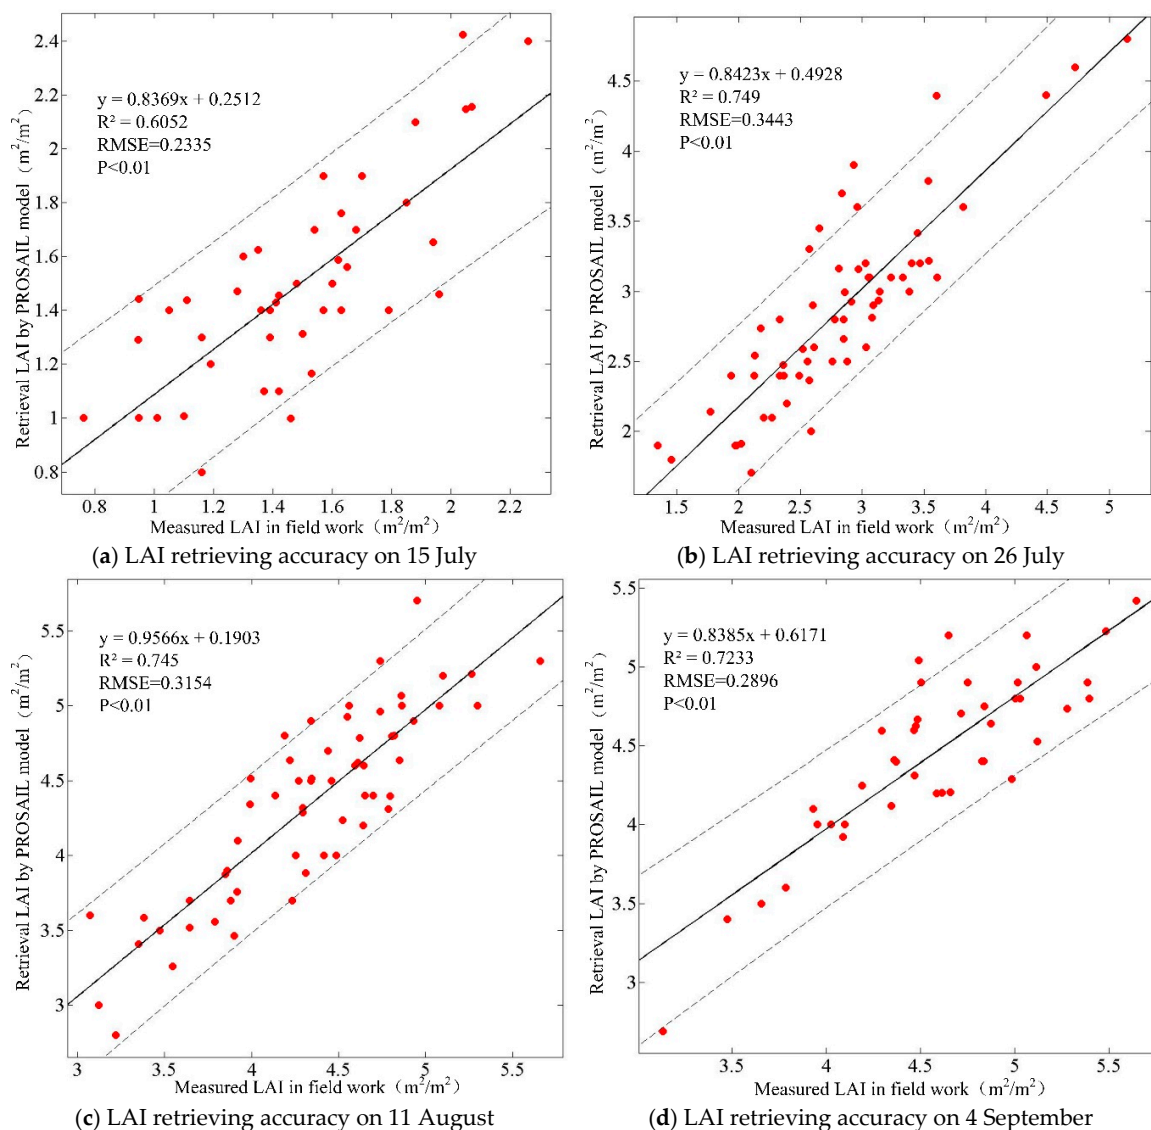 2.4
2.2
2
1.8
1.6
1.4
1.2
1
0.8
Retrieval LAI by PROSAIL model (m²/m²)
y = 0.8369x + 0.2512
R² = 0.6052
RMSE=0.2335
P<0.01
0.8 1 1.2 1.4 1.6 1.8 2 2.2
Measured LAI in field work（m²/m²）
(a) LAI retrieving accuracy on 15 July
4.5
4
3.5
3
2.5
2
Retrieval LAI by PROSAIL model (m²/m²)
y = 0.8423x + 0.4928
R² = 0.749
RMSE=0.3443
P<0.01
1.5 2 2.5 3 3.5 4 4.5 5
Measured LAI in field work（m²/m²）
(b) LAI retrieving accuracy on 26 July
5.5
5
4.5
4
3.5
3
Retrieval LAI by PROSAIL model（m²/m²）
y = 0.9566x + 0.1903
R² = 0.745
RMSE=0.3154
P<0.01
3 3.5 4 4.5 5 5.5
Measured LAI in field work（m²/m²）
(c) LAI retrieving accuracy on 11 August
5.5
5
4.5
4
3.5
3
Retrieval LAI by PROSAIL model（m²/m²）
y = 0.8385x + 0.6171
R² = 0.7233
RMSE=0.2896
P<0.01
3.5 4 4.5 5 5.5
Measured LAI in field work（m²/m²）
(d) LAI retrieving accuracy on 4 September